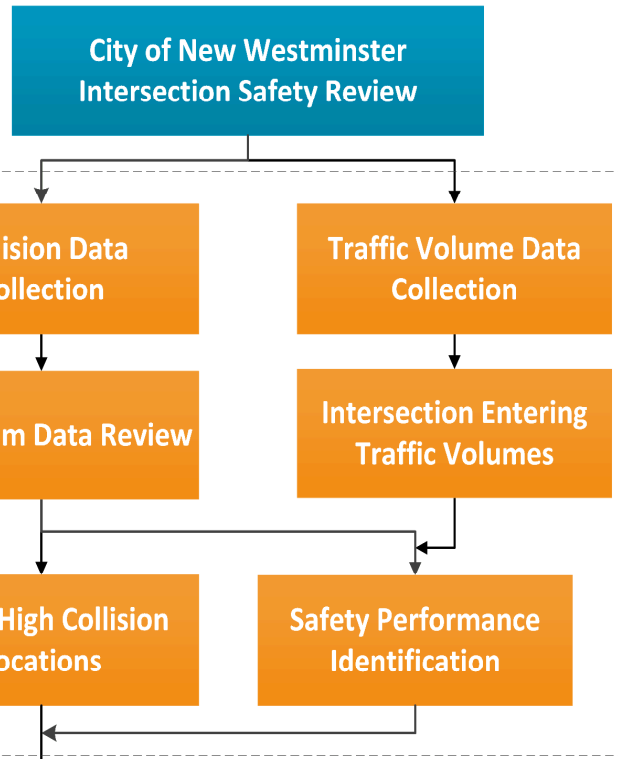 City of New Westminster
Intersection Safety Review
ision Data
ollection
Traffic Volume Data
Collection
m Data Review
Intersection Entering
Traffic Volumes
High Collision
ocations
Safety Performance
Identification